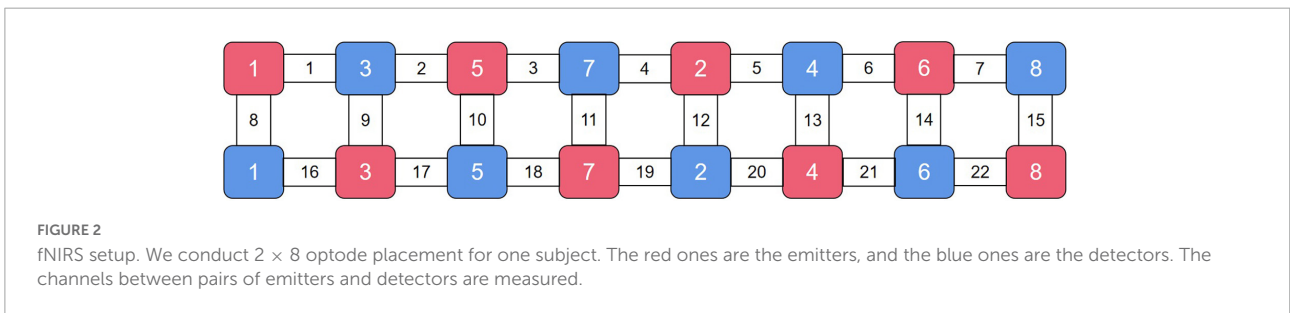 1 1 3 2 5 3 7 4 2 5 4 6 6 7 8
8 9 10 11 12 13 14 15
1 16 3 17 5 18 7 19 2 20 4 21 6 22 8
FIGURE 2
fNIRS setup. We conduct 2 × 8 optode placement for one subject. The red ones are the emitters, and the blue ones are the detectors. The
channels between pairs of emitters and detectors are measured.